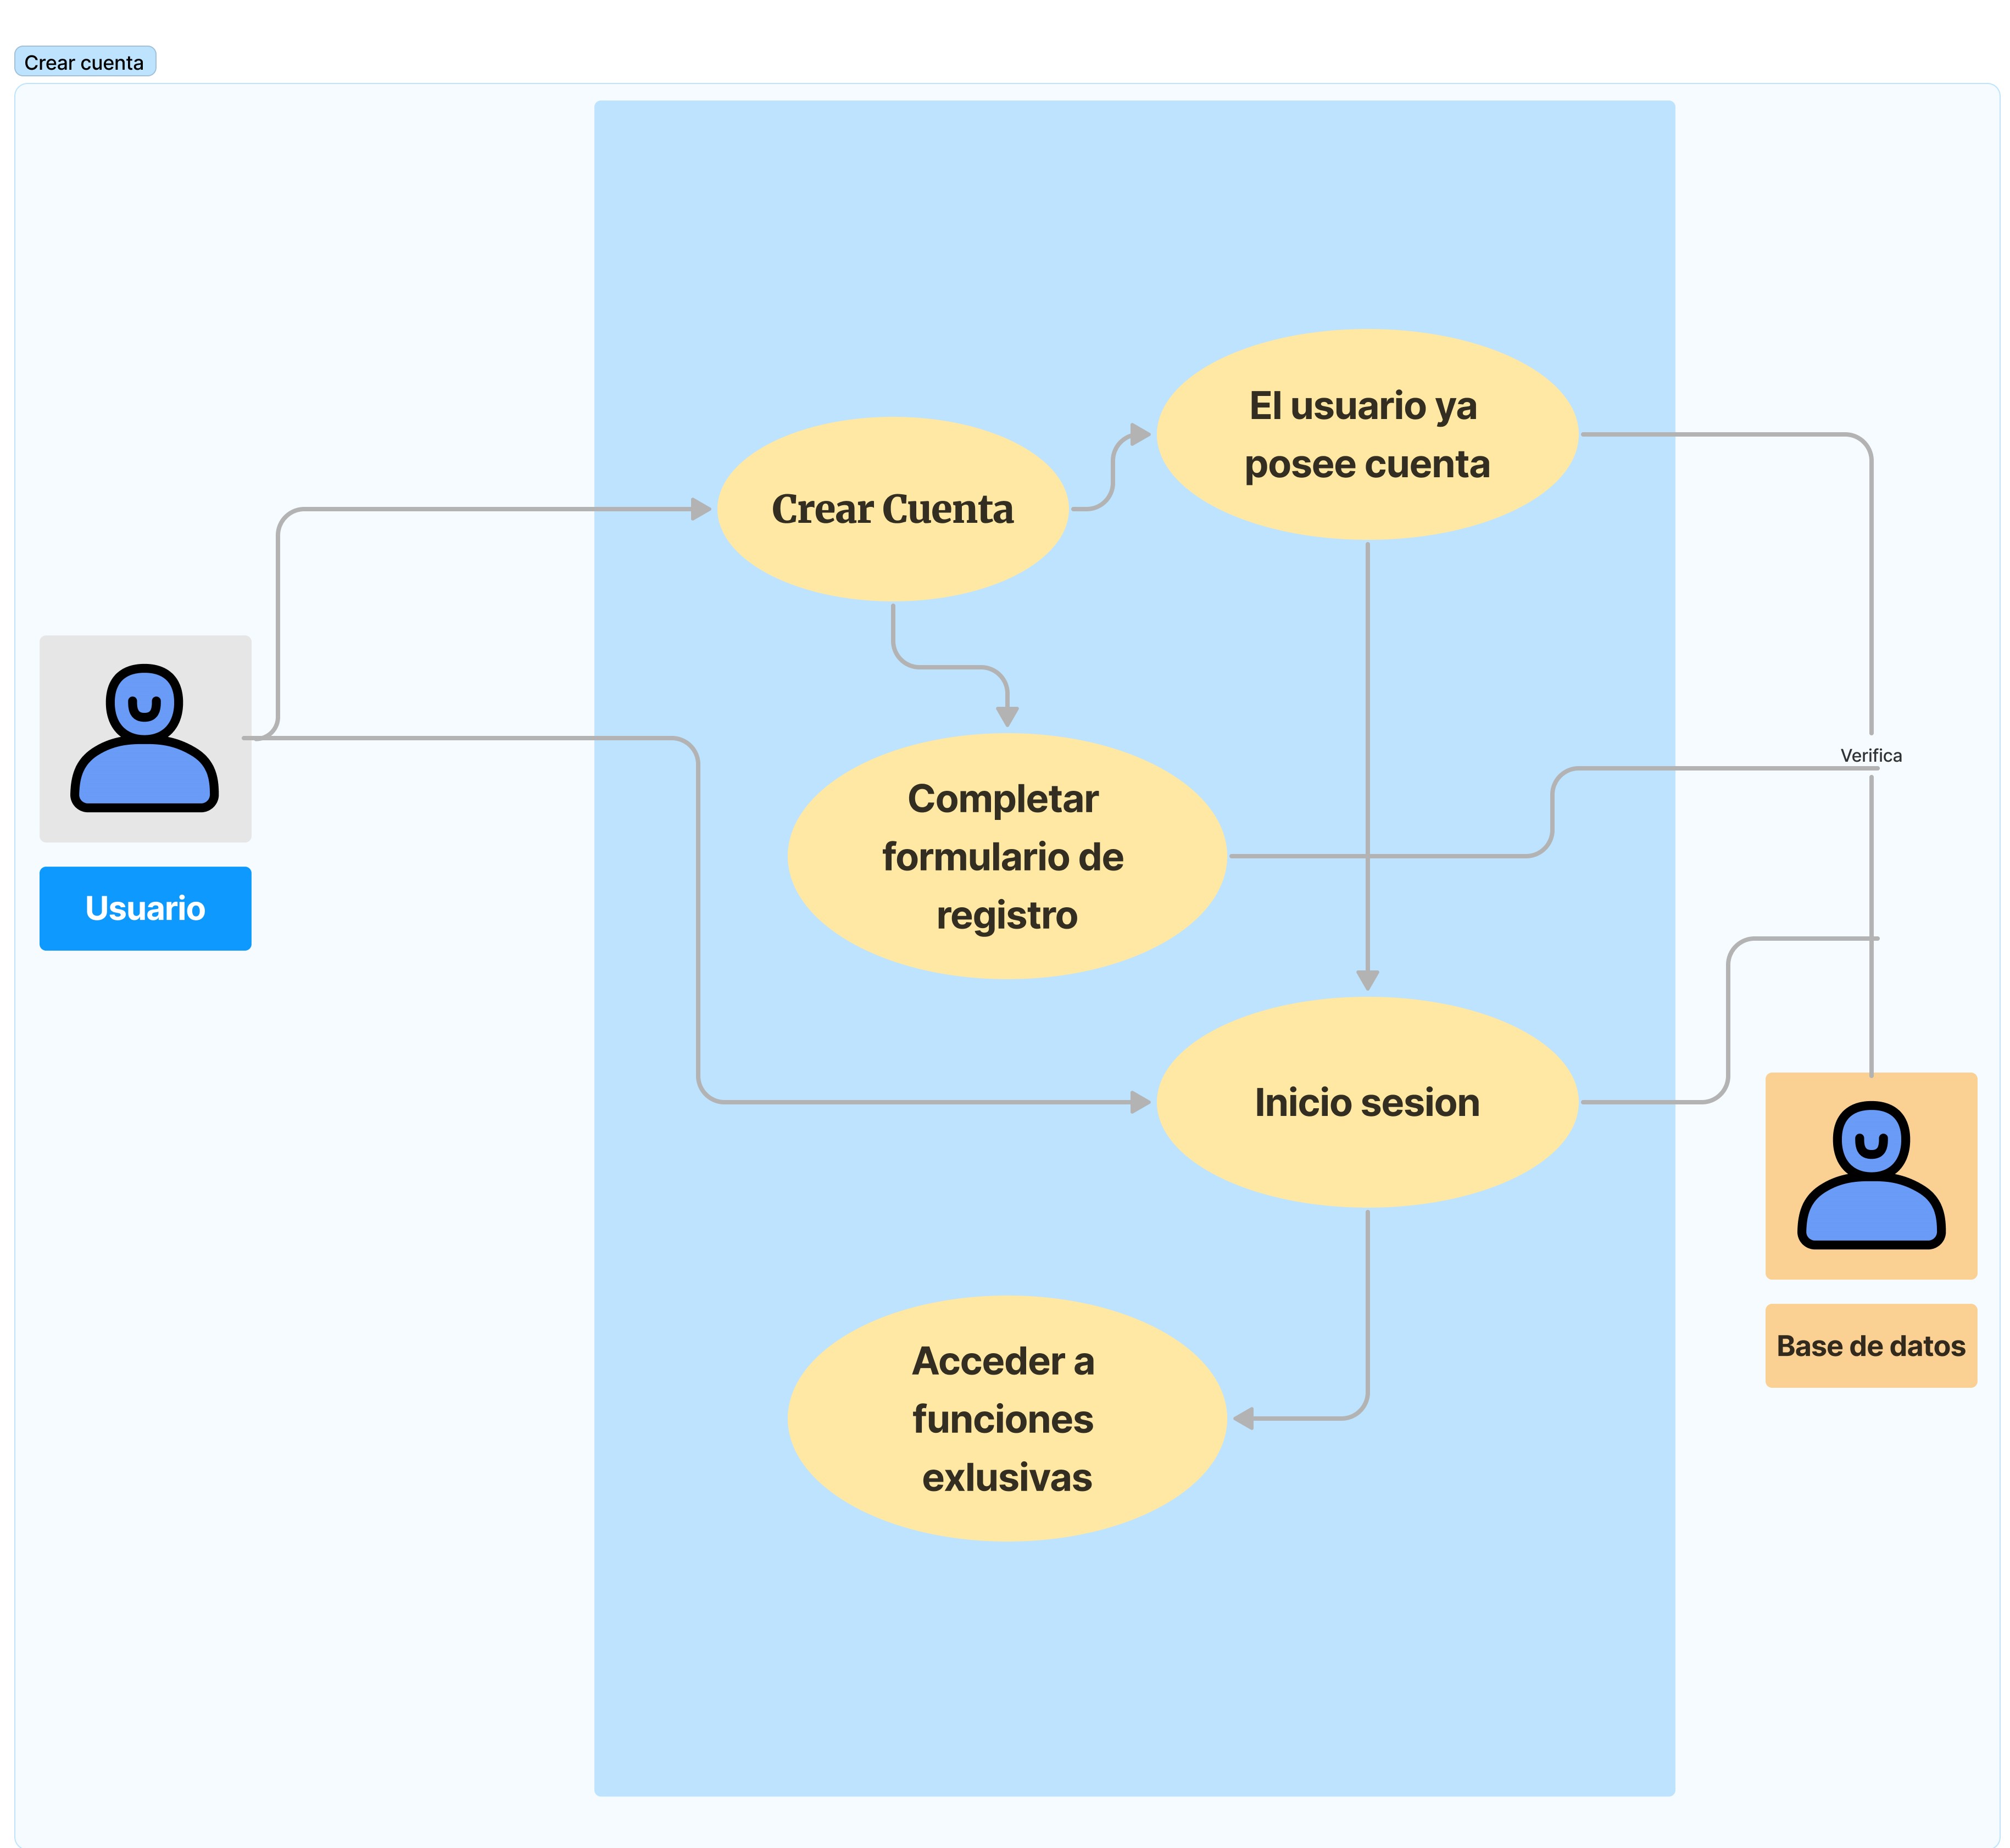 Crear cuenta
El usuario ya
posee cuenta
Crear Cuenta
Verifica
Completar
formulario de
registro
Usuario
Inicio sesion
Base de datos
Acceder a
funciones
exlusivas